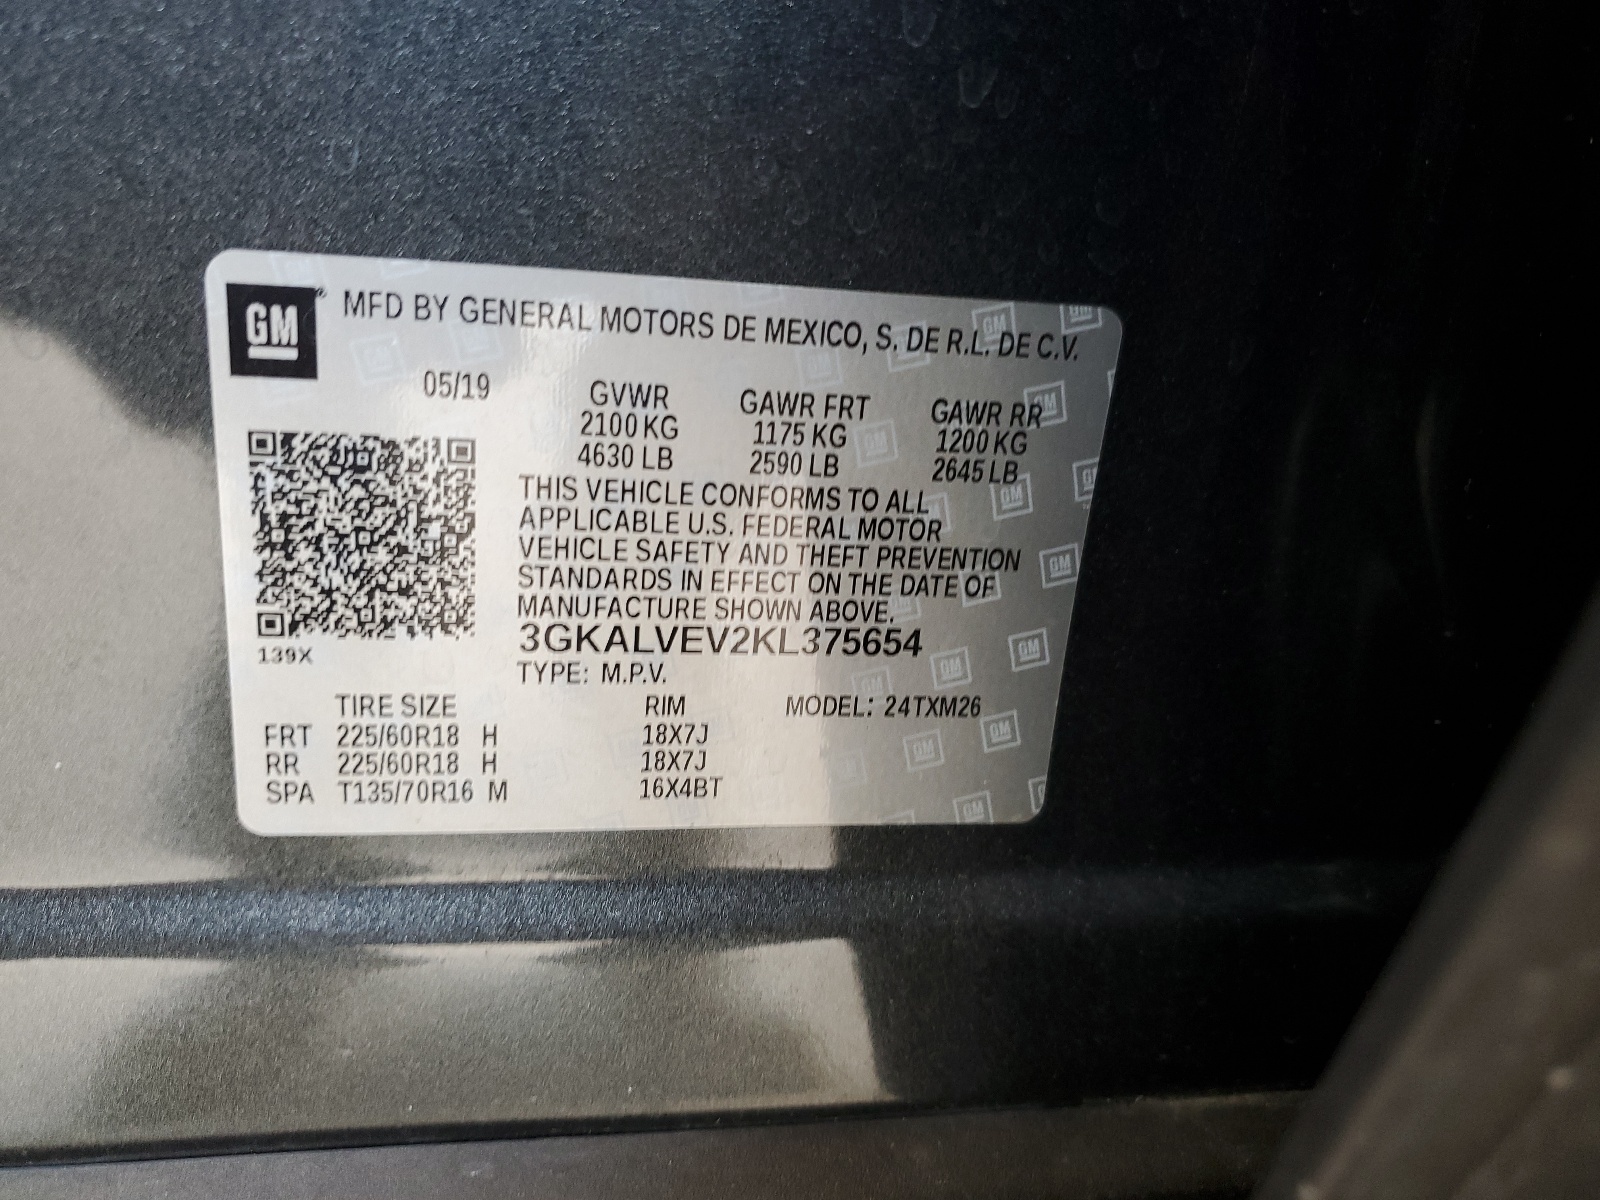 GM
MFD BY GENERAL MOTORS DE MEXICO, S. DE R.L. DE C.V.
05/19
GVWR GAWR FRT GAWR RR
2100 KG 1175 KG 1200 KG
4630 LB 2590 LB 2645 LB
THIS VEHICLE CONFORMS TO ALL
APPLICABLE U.S. FEDERAL MOTOR
VEHICLE SAFETY AND THEFT PREVENTION
STANDARDS IN EFFECT ON THE DATE OF
MANUFACTURE SHOWN ABOVE.
3GKALVEV2KL375654
139X
TYPE: M.P.V.
TIRE SIZE RIM MODEL: 24TXM26
FRT 225/60R18 H 18X7J
RR 225/60R18 H 18X7J
SPA T135/70R16 M 16X4BT